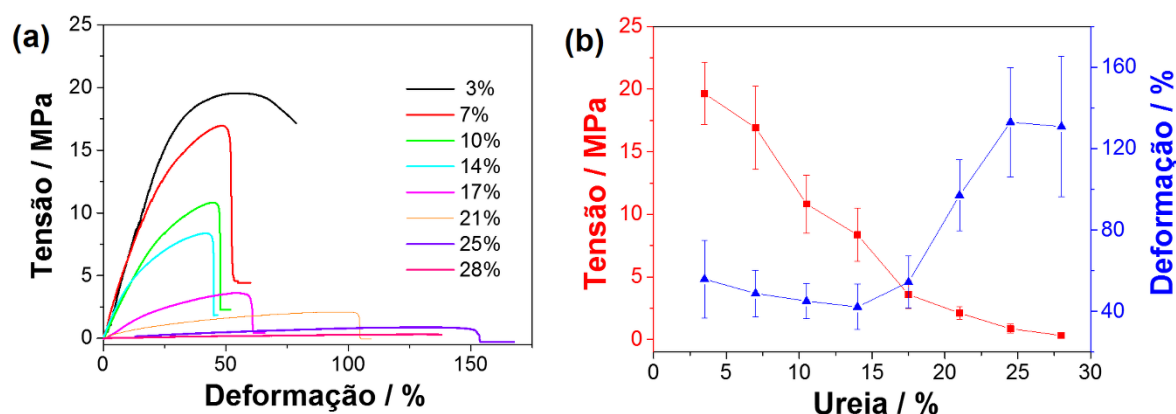 (a)
Tensão / MPa
25
20
15
10
5
0
0 50 100 150
Deformação / %
3%
7%
10%
14%
17%
21%
25%
28%
(b)
Tensão / MPa
25
20
15
10
5
0
0 5 10 15 20 25 30
Ureia / %
160
120
80
40
Deformação / %